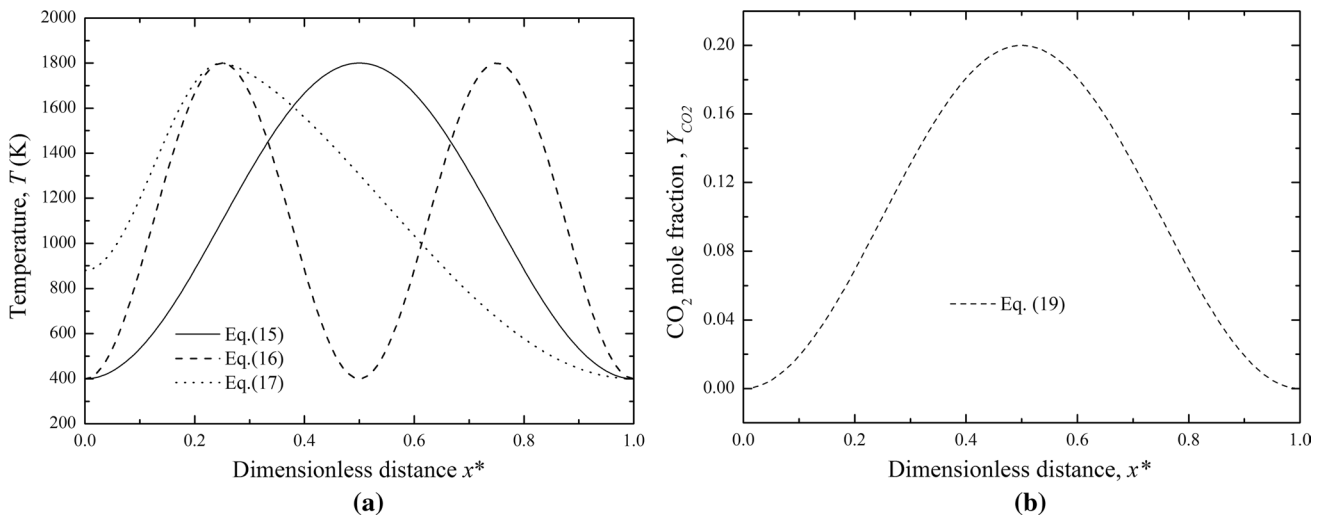 2000
1800
1600
1400
1200
1000
800
600
400
200
Temperature, T (K)
Eq.(15)
Eq.(16)
Eq.(17)
0.0 0.2 0.4 0.6 0.8 1.0
Dimensionless distance x*
(a)
0.20
0.16
0.12
0.08
0.04
0.00
CO2 mole fraction , YCO2
Eq. (19)
0.0 0.2 0.4 0.6 0.8 1.0
Dimensionless distance, x*
(b)